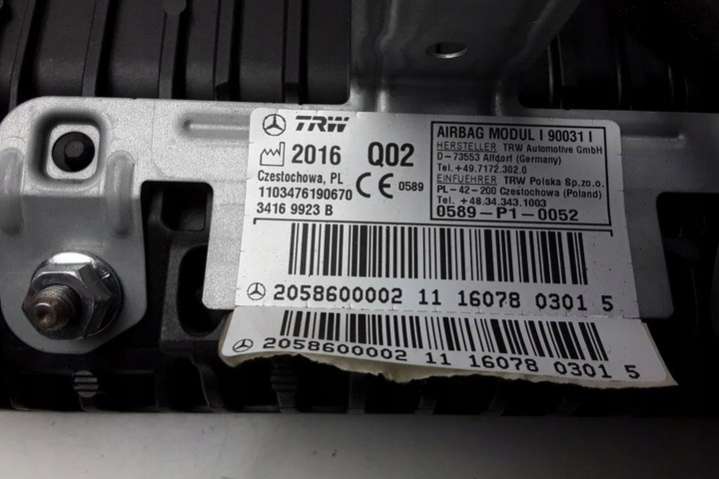 TRW
2016 Q02
Czestochowa, PL
1103476190670
3416 9923 B
CE 0589
AIRBAG MODUL I 90031 I
HERSTELLER TRW Automotive GmbH
D-73553 Alfdorf (Germany)
Tel.+49.7172.302.0
EINFUEHRER TRW Polska Sp.zo.o.
PL-42-200 Czestochowa (Poland)
Tel.+48.34.343.1003
0589-P1-0052
2058600002 11 16078 0301 5
2058600002 11 16078 0301 5